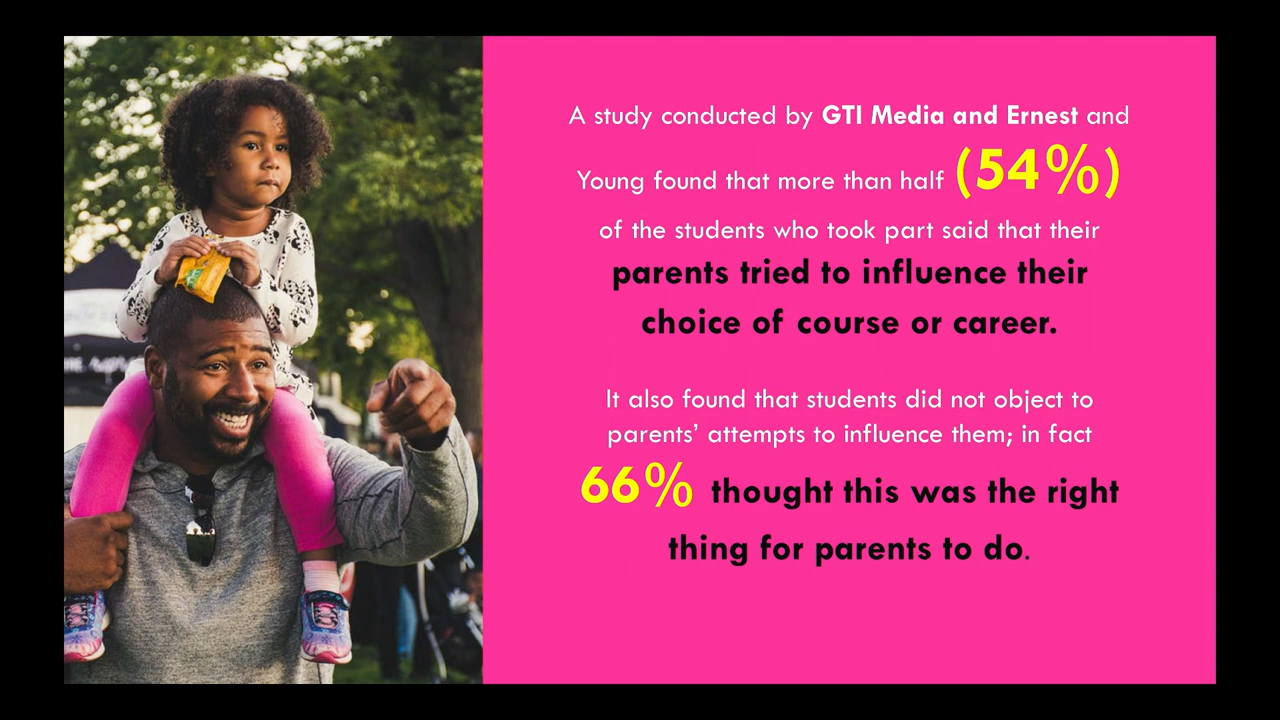 A study conducted by GTI Media and Ernest and
Young found that more than half (54%)
of the students who took part said that their
parents tried to influence their
choice of course or career.
It also found that students did not object to
parents’ attempts to influence them; in fact
66% thought this was the right
thing for parents to do.